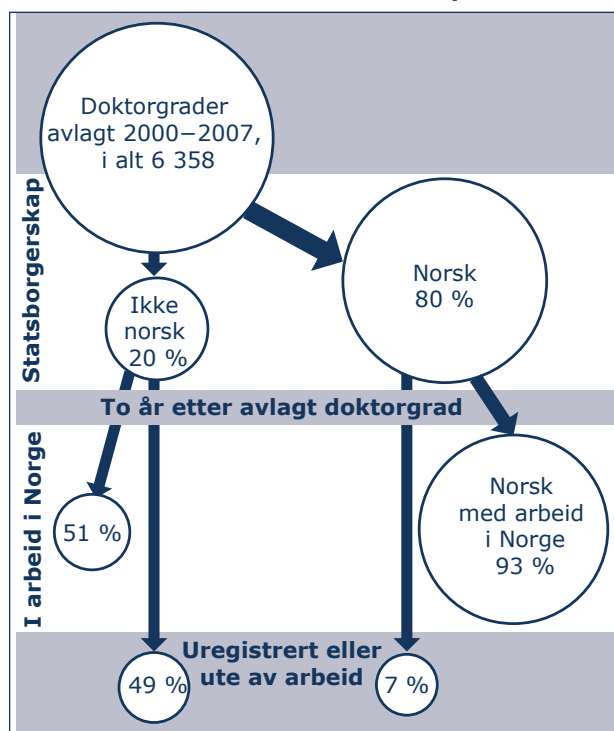 Doktorgrader
avlagt 2000−2007,
i alt 6 358
Statsborgerskap
Norsk
80 %
Ikke
norsk
20 %
To år etter avlagt doktorgrad
I arbeid i Norge
51 %
Norsk
med arbeid
i Norge
93 %
Uregistrert eller
ute av arbeid
49 %
7 %